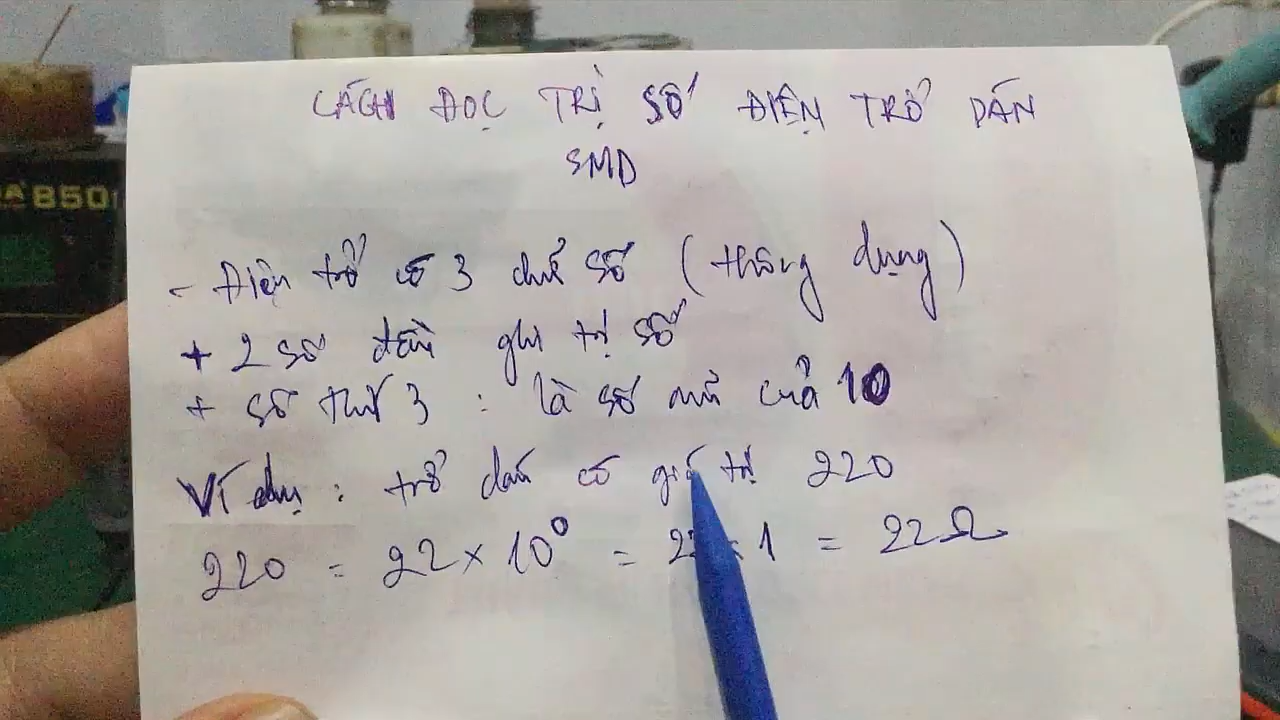 CÁCH ĐỌC TRỊ SỐ ĐIỆN TRỞ DÁN
SMD
- Điện trở có 3 chữ số (thông dụng)
+ 2 số đầu ghi trị số
+ số thứ 3 : là số mũ của 10
Ví dụ : trở dán có giá trị 220
220 = 22 x 10⁰ = 22 x 1 = 22Ω
850